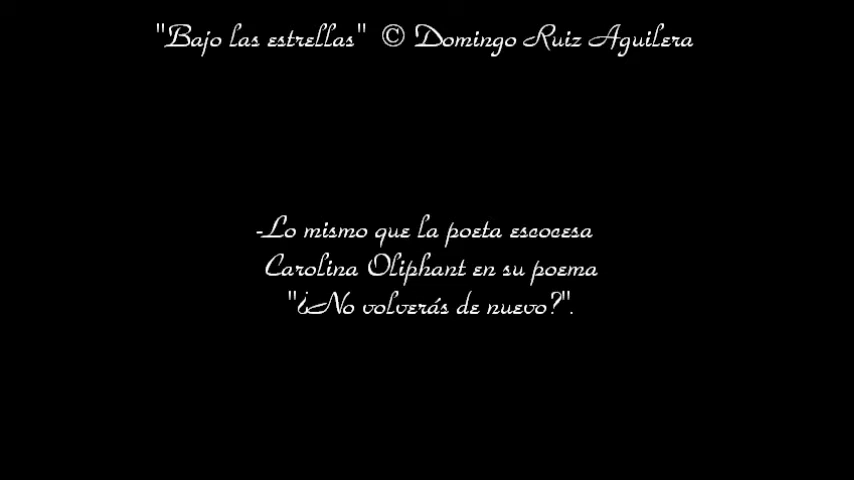 "Bajo las estrellas" © Domingo Ruiz Aguilera
-Lo mismo que la poeta escocesa
Carolina Oliphant en su poema
"¿No volverás de nuevo?".